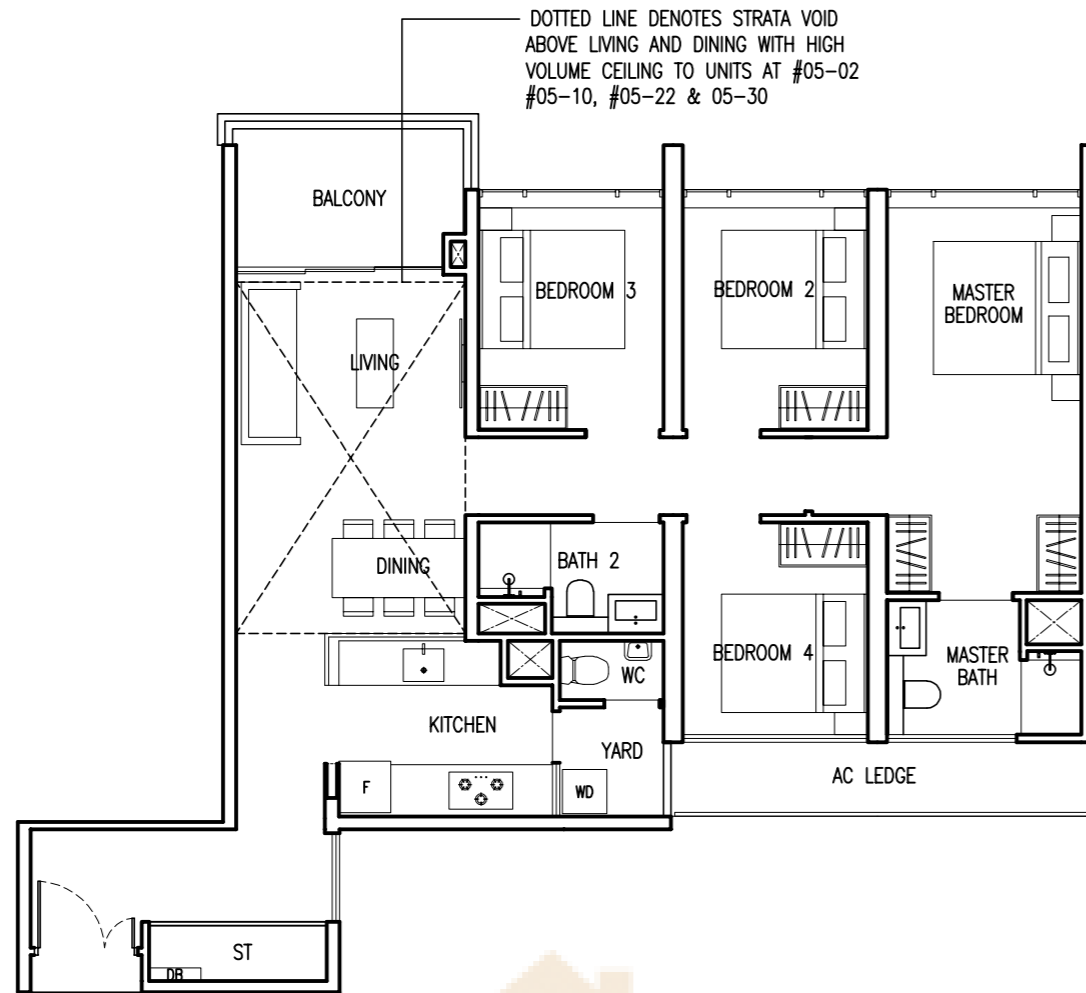 DOTTED LINE DENOTES STRATA VOID
ABOVE LIVING AND DINING WITH HIGH
VOLUME CEILING TO UNITS AT #05-02
#05-10, #05-22 & 05-30
BALCONY
BEDROOM 3
BEDROOM 2
MASTER
BEDROOM
LIVING
DINING
BATH 2
BEDROOM 4
MASTER
BATH
WC
KITCHEN
YARD
AC LEDGE
F
WD
ST
DB